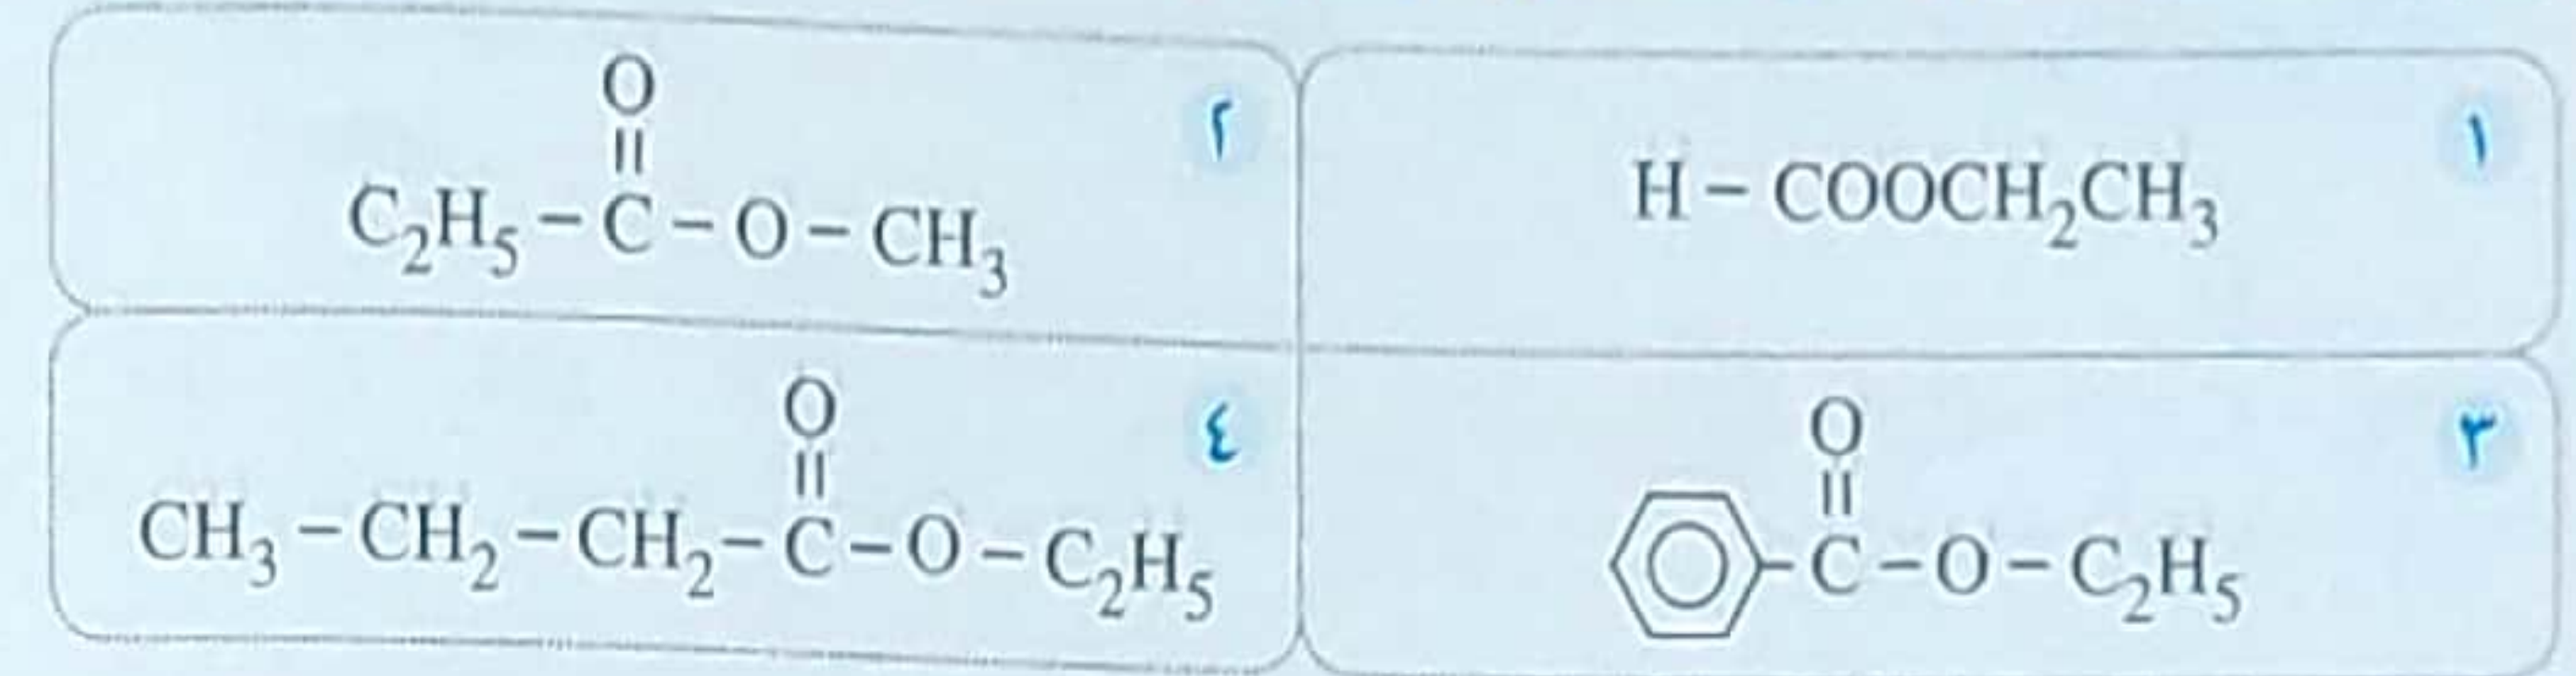 ١
H – COOCH₂CH₃
٢
O
||
C₂H₅ – C – O – CH₃
٣
O
||
C – O – C₂H₅
٤
O
||
CH₃ – CH₂ – CH₂ – C – O – C₂H₅